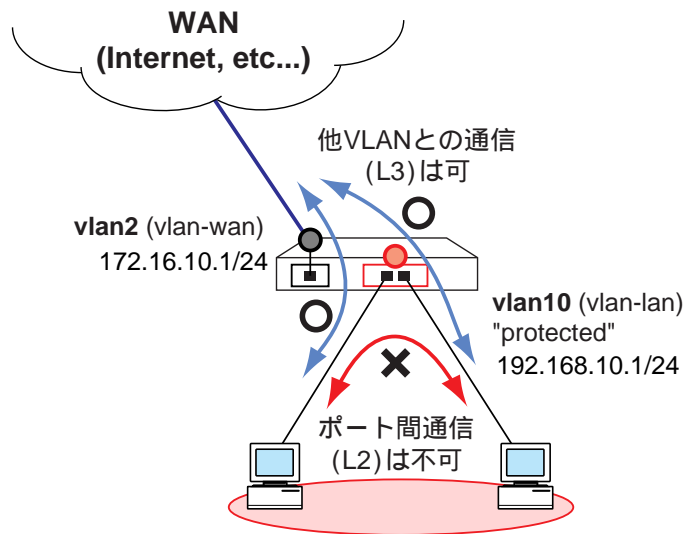 WAN
(Internet, etc...)
他VLANとの通信
(L3)は可
vlan2 (vlan-wan)
172.16.10.1/24
vlan10 (vlan-lan)
"protected"
192.168.10.1/24
ポート間通信
(L2)は不可